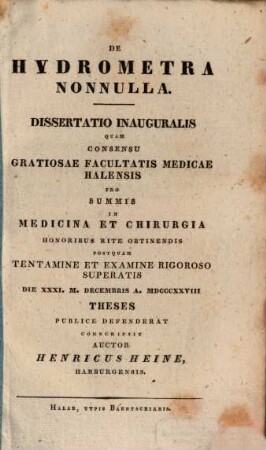 DE
HYDROMETRA
NONNULLA.
DISSERTATIO INAUGURALIS
QUAM
CONSENSU
GRATIOSAE FACULTATIS MEDICAE
HALENSIS
PRO
SUMMIS
IN
MEDICINA ET CHIRURGIA
HONORIBUS RITE OBTINENDIS
POSTQUAM
TENTAMINE ET EXAMINE RIGOROSO
SUPERATIS
DIE XXXI. M. DECEMBRIS A. MDCCCXXVIII
THESES
PUBLICE DEFENDERAT
CONSCRIPSIT
AUCTOR
HENRICUS HEINE,
HARBURGENSIS.
HALAE, TYPIS BAENTSCHIANIS.